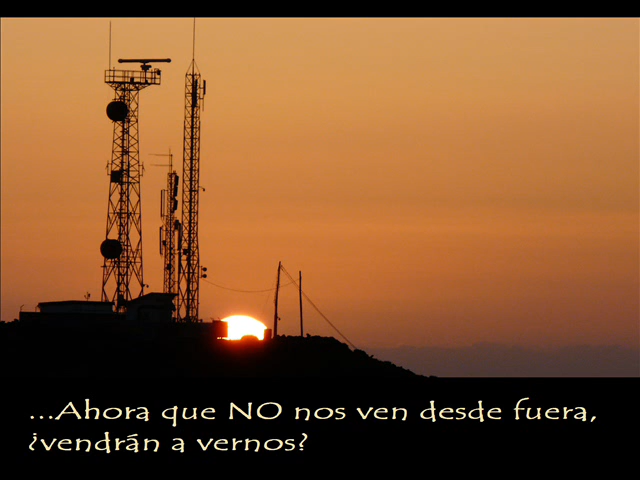 ...Ahora que NO nos ven desde fuera,
¿vendrán a vernos?